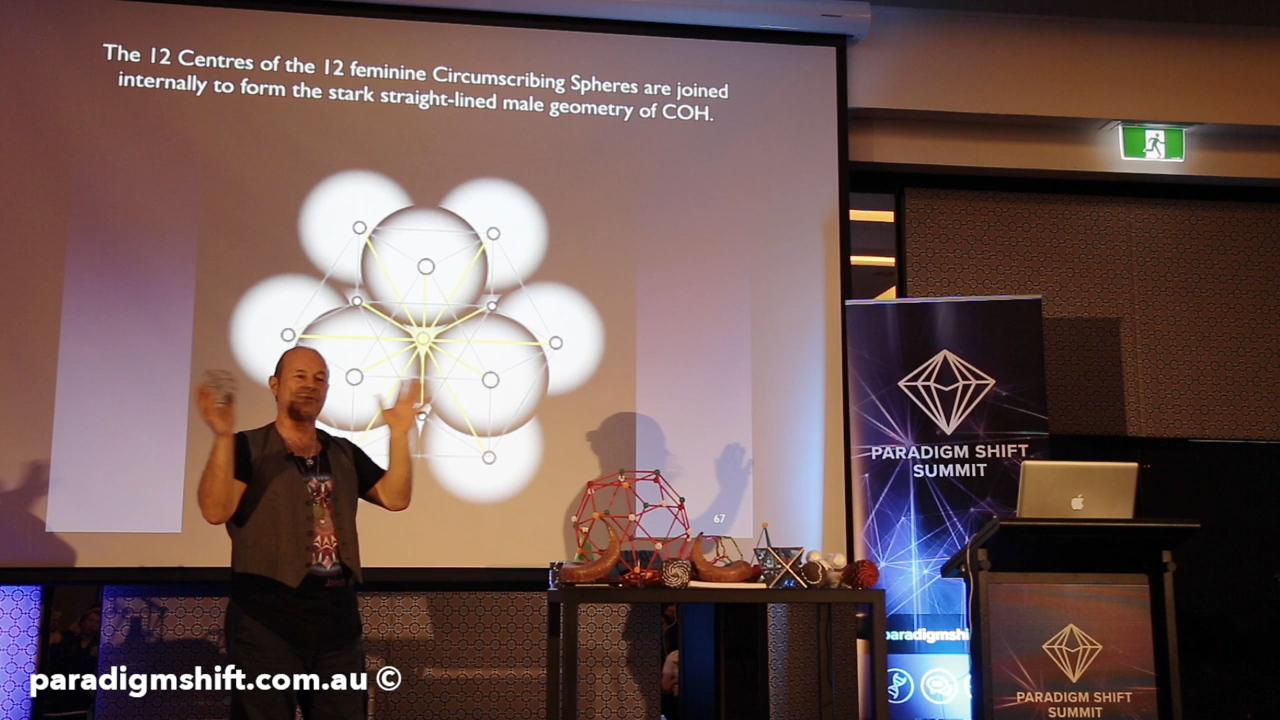 The 12 Centres of the 12 feminine Circumscribing Spheres are joined
internally to form the stark straight-lined male geometry of COH.
67
PARADIGM SHIFT
SUMMIT
paradigmshi
PARADIGM SHIFT
SUMMIT
paradigmshift.com.au ©